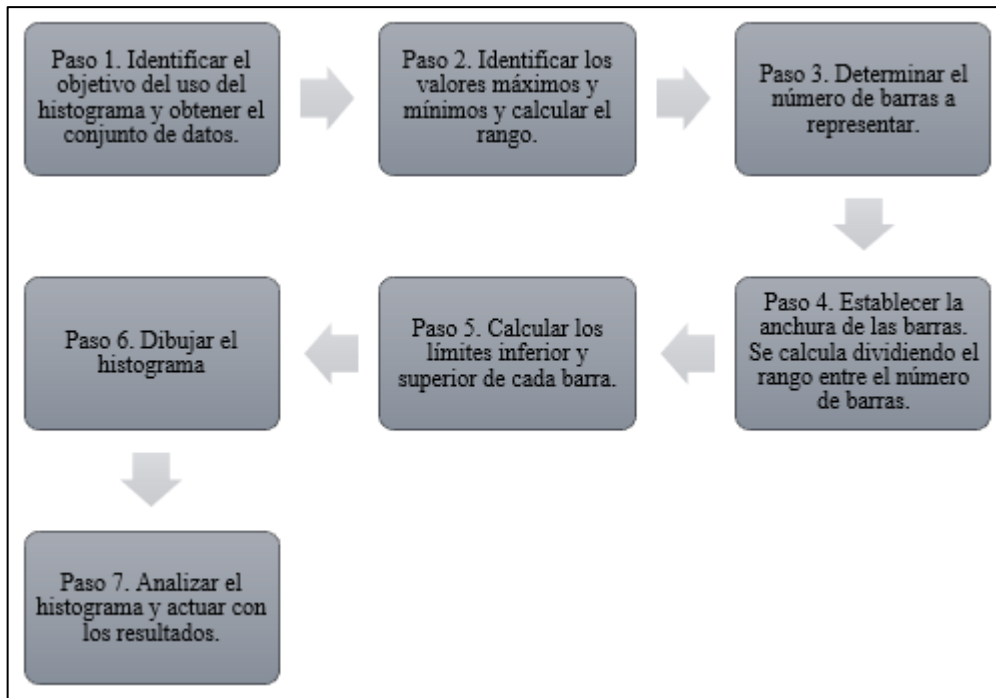 Paso 1. Identificar el
objetivo del uso del
histograma y obtener el
conjunto de datos.
Paso 2. Identificar los
valores máximos y
mínimos y calcular el
rango.
Paso 3. Determinar el
número de barras a
representar.
Paso 4. Establecer la
anchura de las barras.
Se calcula dividiendo el
rango entre el número
de barras.
Paso 5. Calcular los
límites inferior y
superior de cada barra.
Paso 6. Dibujar el
histograma
Paso 7. Analizar el
histograma y actuar con
los resultados.